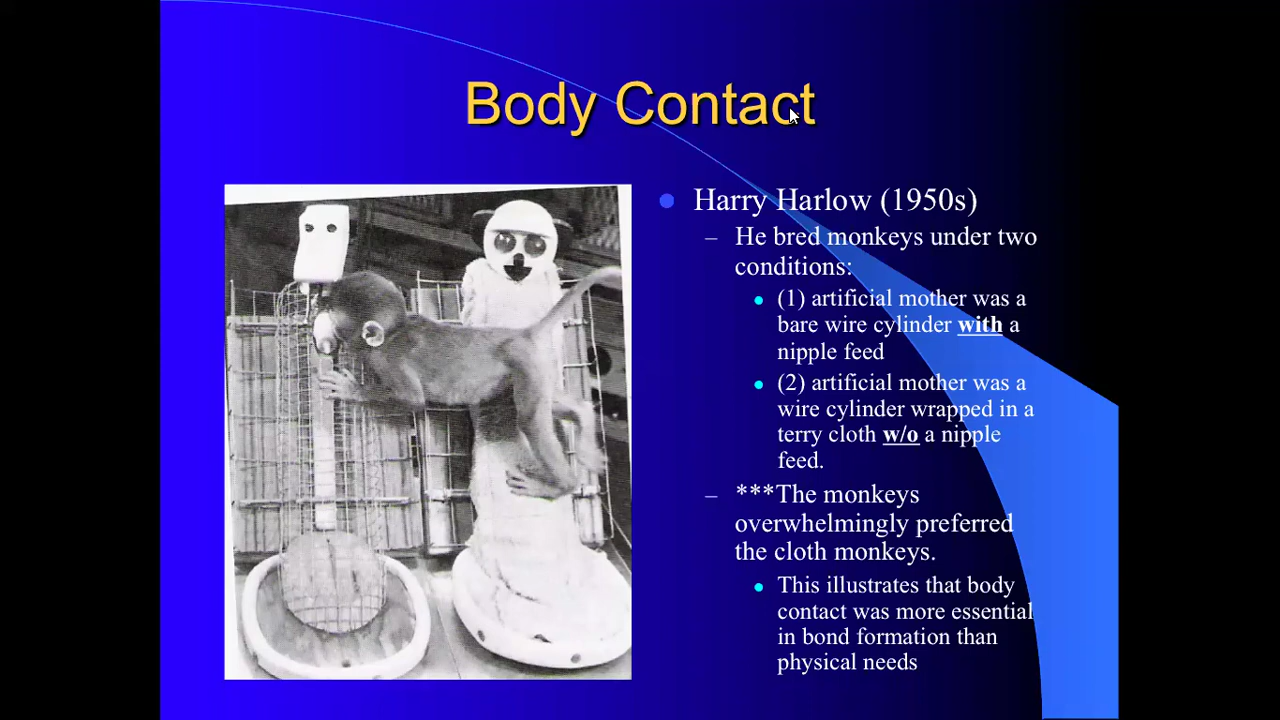 Body Contact
Harry Harlow (1950s)
– He bred monkeys under two
conditions:
(1) artificial mother was a
bare wire cylinder with a
nipple feed
(2) artificial mother was a
wire cylinder wrapped in a
terry cloth w/o a nipple
feed.
– ***The monkeys
overwhelmingly preferred
the cloth monkeys.
This illustrates that body
contact was more essential
in bond formation than
physical needs